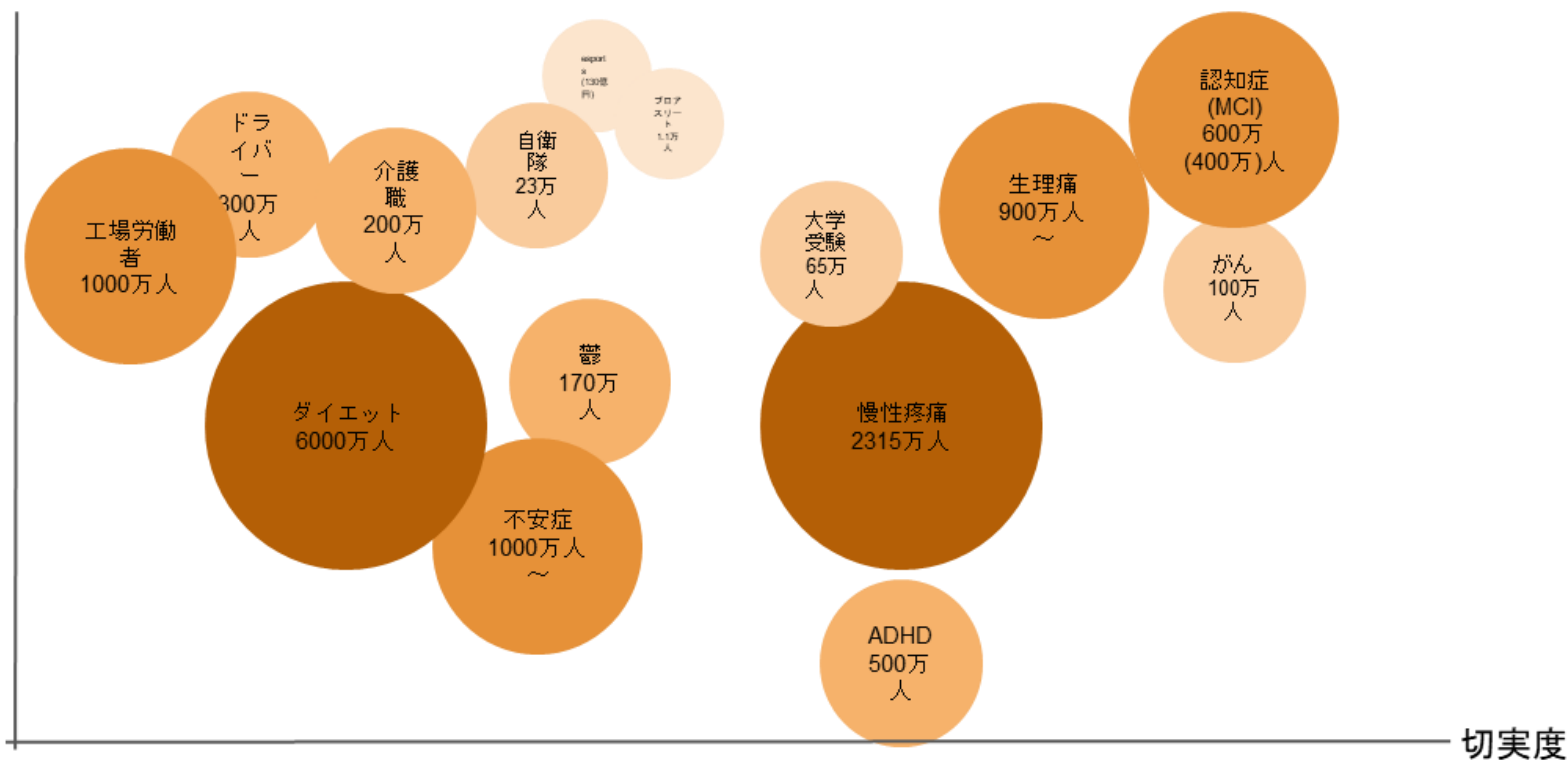 esport
s
(130億
円)
プロア
スリー
ト
1.1万
人
認知症
(MCI)
600万
(400万)人
ドラ
イバ
ー
300万
人
自衛
隊
23万
人
介護
職
200万
人
生理痛
900万人
～
工場労働
者
1000万人
大学
受験
65万
人
がん
100万
人
鬱
170万
人
ダイエット
6000万人
慢性疼痛
2315万人
不安症
1000万人
～
ADHD
500万
人
切実度